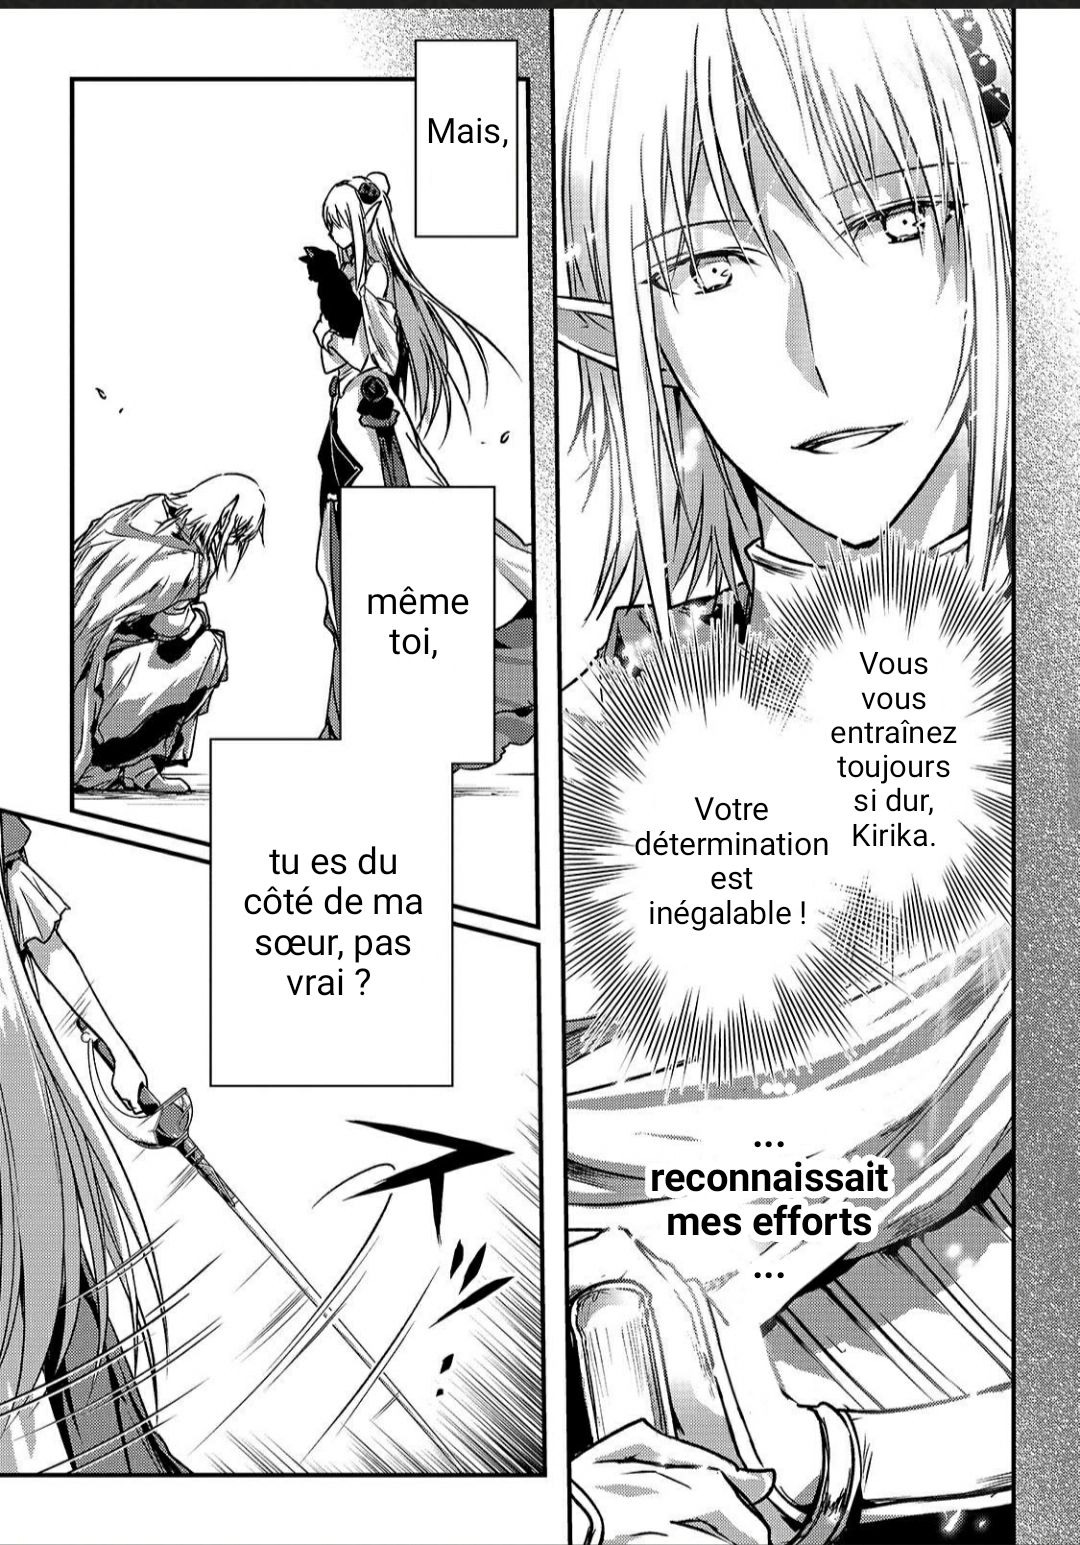 Vous
vous
entraînez
toujours
si dur,
Kirika.
Votre
détermination
est
inégalable !
...
reconnaissait
mes efforts
...
Mais,
même
toi,
tu es du
côté de ma
sœur, pas
vrai ?